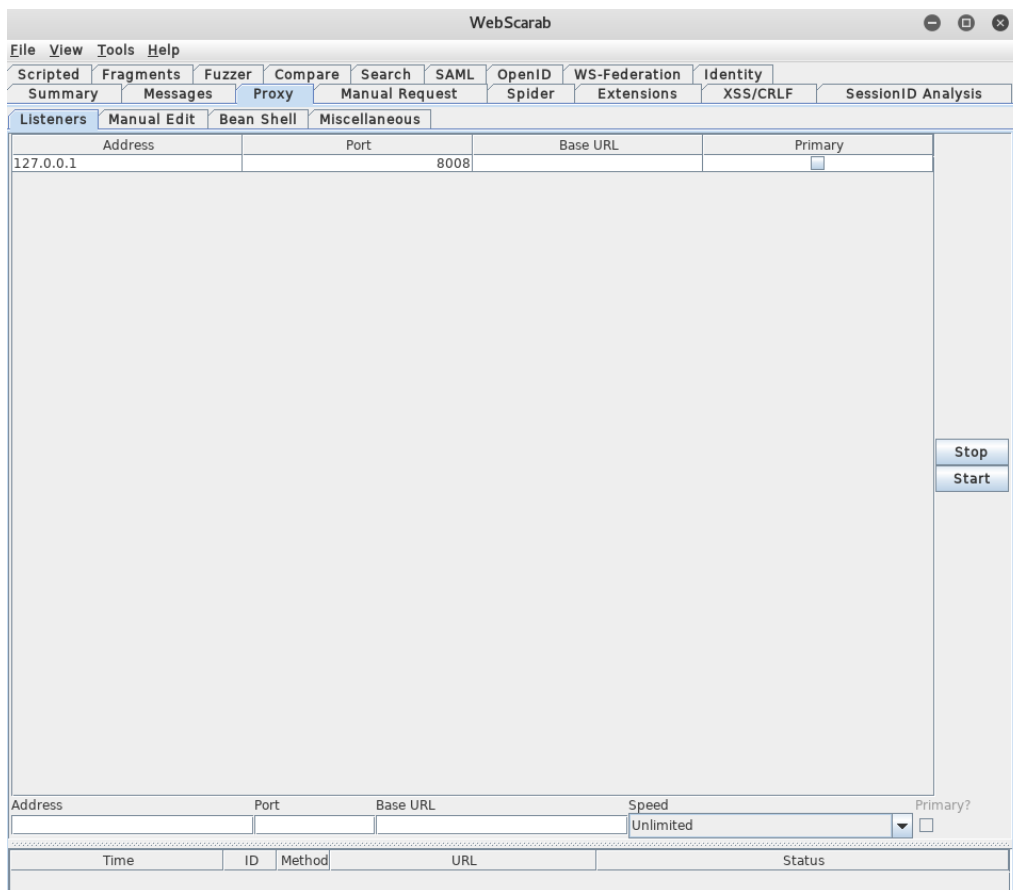 WebScarab
File View Tools Help
Scripted Fragments Fuzzer Compare Search SAML OpenID WS-Federation Identity
Summary Messages Proxy Manual Request Spider Extensions XSS/CRLF SessionID Analysis
Listeners Manual Edit Bean Shell Miscellaneous
Address Port Base URL Primary
127.0.0.1 8008
Stop
Start
Address Port Base URL Speed Primary?
Unlimited
Time ID Method URL Status